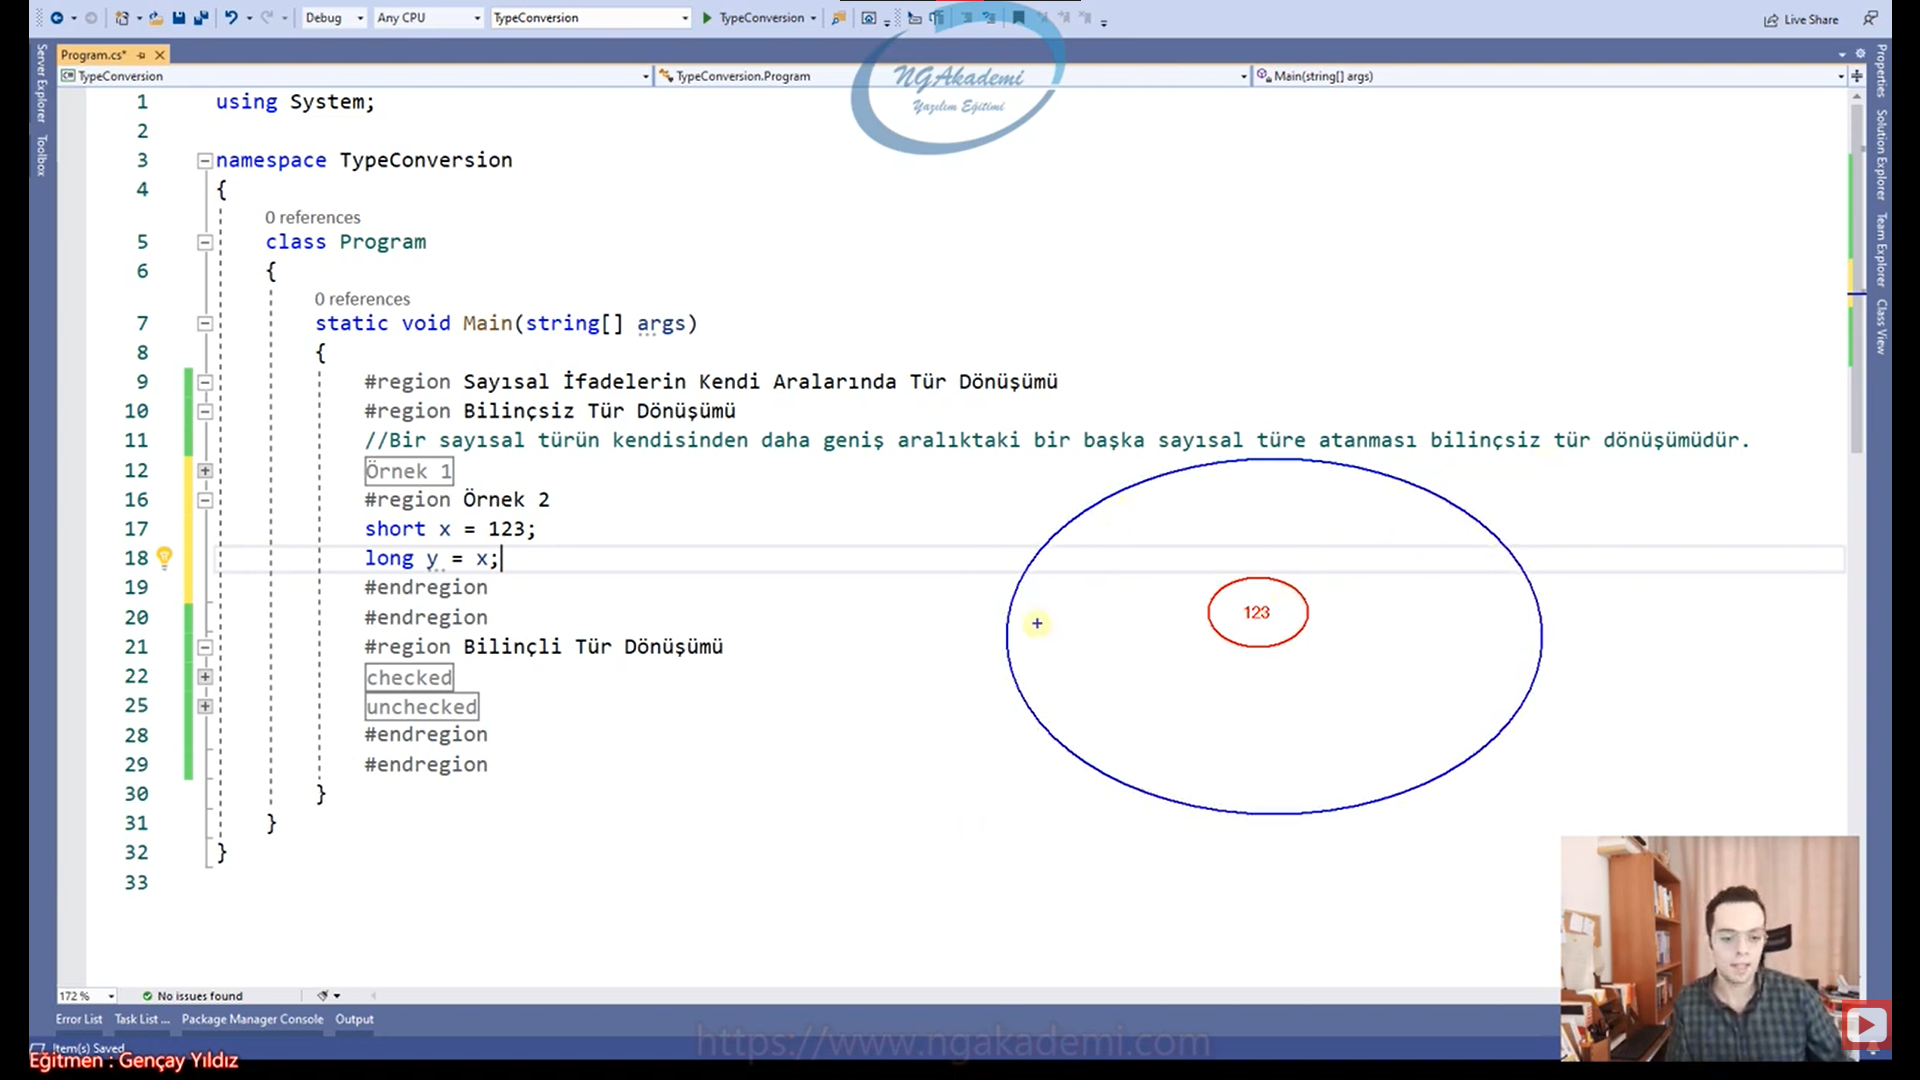 Debug
Any CPU
TypeConversion
TypeConversion
Live Share
Program.cs*
TypeConversion
TypeConversion.Program
Main(string[] args)
NGAkademi
Yazılım Eğitimi
Server Explorer
Toolbox
Properties
Solution Explorer
Team Explorer
Class View
1 using System;
2
3 namespace TypeConversion
4 {
0 references
5 class Program
6 {
0 references
7 static void Main(string[] args)
8 {
9 #region Sayısal İfadelerin Kendi Aralarında Tür Dönüşümü
10 #region Bilinçsiz Tür Dönüşümü
11 //Bir sayısal türün kendisinden daha geniş aralıktaki bir başka sayısal türe atanması bilinçsiz tür dönüşümüdür.
12 Örnek 1
16 #region Örnek 2
17 short x = 123;
18 long y = x;
19 #endregion
20 #endregion
21 #region Bilinçli Tür Dönüşümü
22 checked
25 unchecked
28 #endregion
29 #endregion
30 }
31 }
32 }
33
123
172 %
No issues found
Error List
Task List ...
Package Manager Console
Output
Item(s) Saved
https://www.ngakademi.com
Eğitmen : Gençay Yıldız